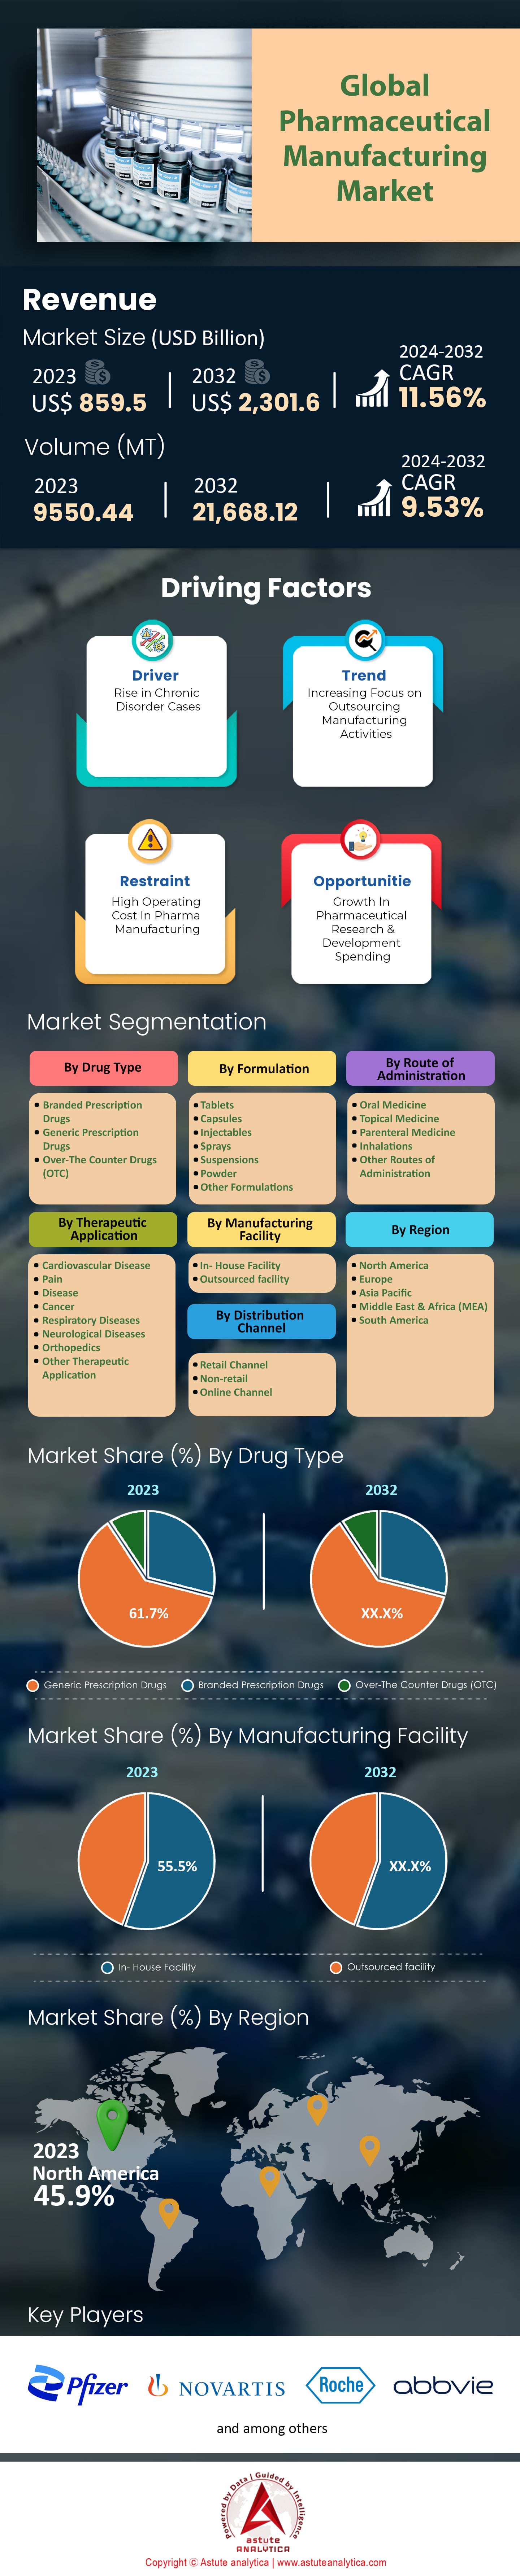 Global
Pharmaceutical
Manufacturing
Market
Revenue
Market Size (USD Billion)
2023
US$ 859.5
2032
US$ 2,301.6
2024-2032
CAGR
11.56%
Volume (MT)
2023
9550.44
2032
21,668.12
2024-2032
CAGR
9.53%
Driving Factors
Driver
Rise in Chronic
Disorder Cases
Trend
Increasing Focus on
Outsourcing
Manufacturing
Activities
Restraint
High Operating
Cost In Pharma
Manufacturing
Opportunitie
Growth In
Pharmaceutical
Research &
Development
Spending
Market Segmentation
By Drug Type
Branded Prescription
Drugs
Generic Prescription
Drugs
Over-The Counter Drugs
(OTC)
By Formulation
Tablets
Capsules
Injectables
Sprays
Suspensions
Powder
Other Formulations
By Route of
Administration
Oral Medicine
Topical Medicine
Parenteral Medicine
Inhalations
Other Routes of
Administration
By Therapeutic
Application
Cardiovascular Disease
Pain
Disease
Cancer
Respiratory Diseases
Neurological Diseases
Orthopedics
Other Therapeutic
Application
By Manufacturing
Facility
In- House Facility
Outsourced facility
By Distribution
Channel
Retail Channel
Non-retail
Online Channel
By Region
North America
Europe
Asia Pacific
Middle East & Africa (MEA)
South America
Market Share (%) By Drug Type
2023
2032
61.7%
XX.X%
Generic Prescription Drugs
Branded Prescription Drugs
Over-The Counter Drugs (OTC)
Market Share (%) By Manufacturing Facility
2023
2032
55.5%
XX.X%
In- House Facility
Outsourced facility
Market Share (%) By Region
2023
North America
45.9%
Key Players
Pfizer
NOVARTIS
Roche
abbvie
and among others
Powered by Data | Guided by Intelligence
astute
ANALYTICA
Copyright © Astute analytica | www.astuteanalytica.com